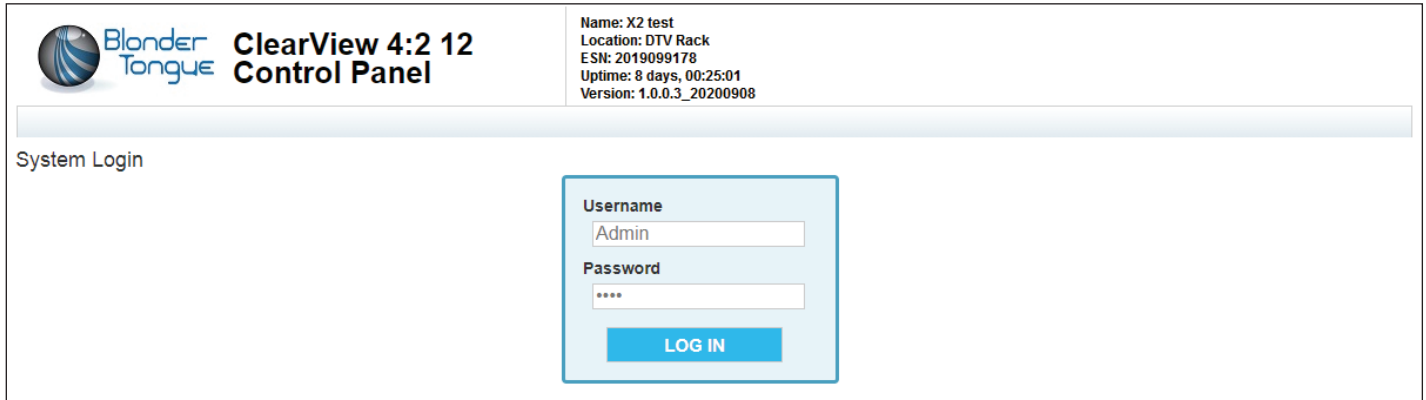 Blonder
Tongue
ClearView 4:2 12
Control Panel
Name: X2 test
Location: DTV Rack
ESN: 2019099178
Uptime: 8 days, 00:25:01
Version: 1.0.0.3_20200908
System Login
Username
Admin
Password
••••
LOG IN